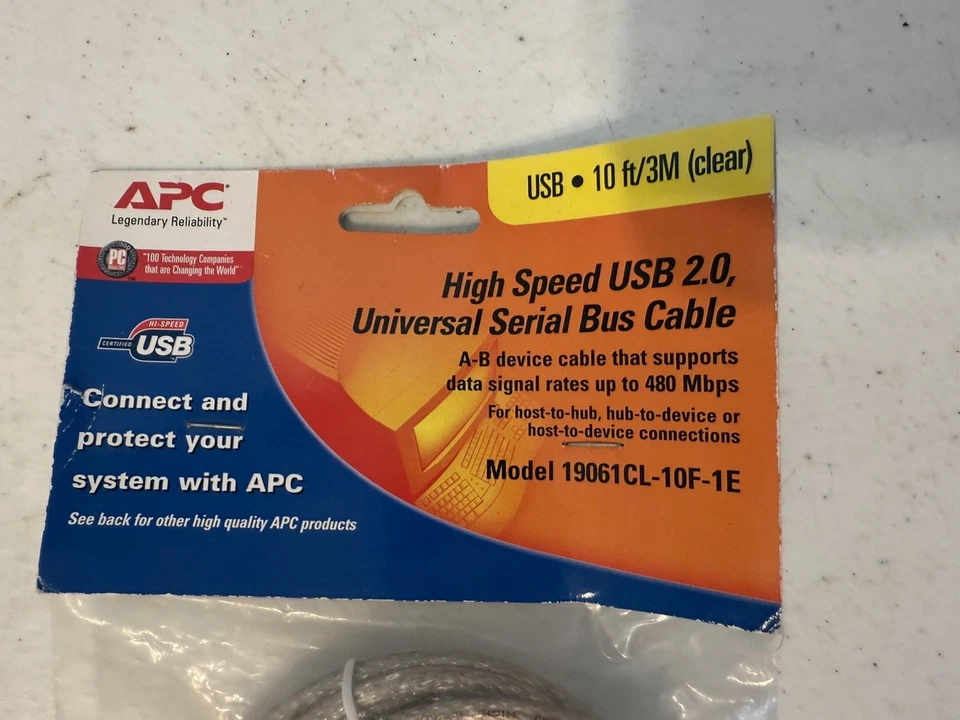 APC
Legendary Reliability™
PC
"100 Technology Companies
that are Changing the World"
HI-SPEED
CERTIFIED USB
Connect and
protect your
system with APC
See back for other high quality APC products
USB • 10 ft/3M (clear)
High Speed USB 2.0,
Universal Serial Bus Cable
A-B device cable that supports
data signal rates up to 480 Mbps
For host-to-hub, hub-to-device or
host-to-device connections
Model 19061CL-10F-1E